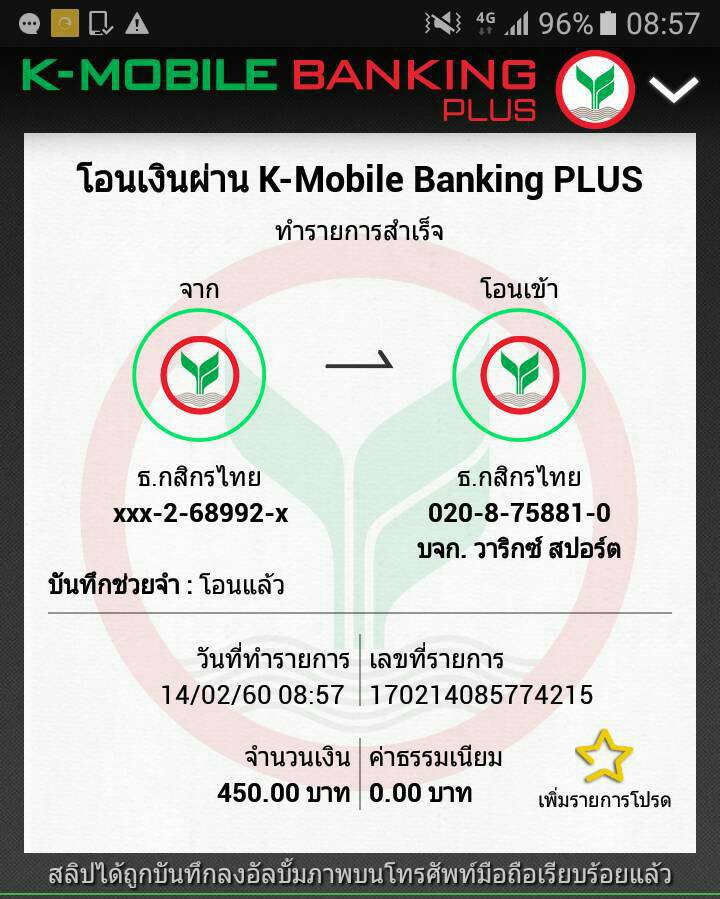 4G 96% 08:57
K-MOBILE BANKING
PLUS
โอนเงินผ่าน K-Mobile Banking PLUS
ทำรายการสำเร็จ
จาก โอนเข้า
ธ.กสิกรไทย ธ.กสิกรไทย
xxx-2-68992-x 020-8-75881-0
บจก. วาริกซ์ สปอร์ต
บันทึกช่วยจำ : โอนแล้ว
วันที่ทำรายการ เลขที่รายการ
14/02/60 08:57 170214085774215
จำนวนเงิน ค่าธรรมเนียม
450.00 บาท 0.00 บาท
เพิ่มรายการโปรด
สลิปได้ถูกบันทึกลงอัลบั้มภาพบนโทรศัพท์มือถือเรียบร้อยแล้ว